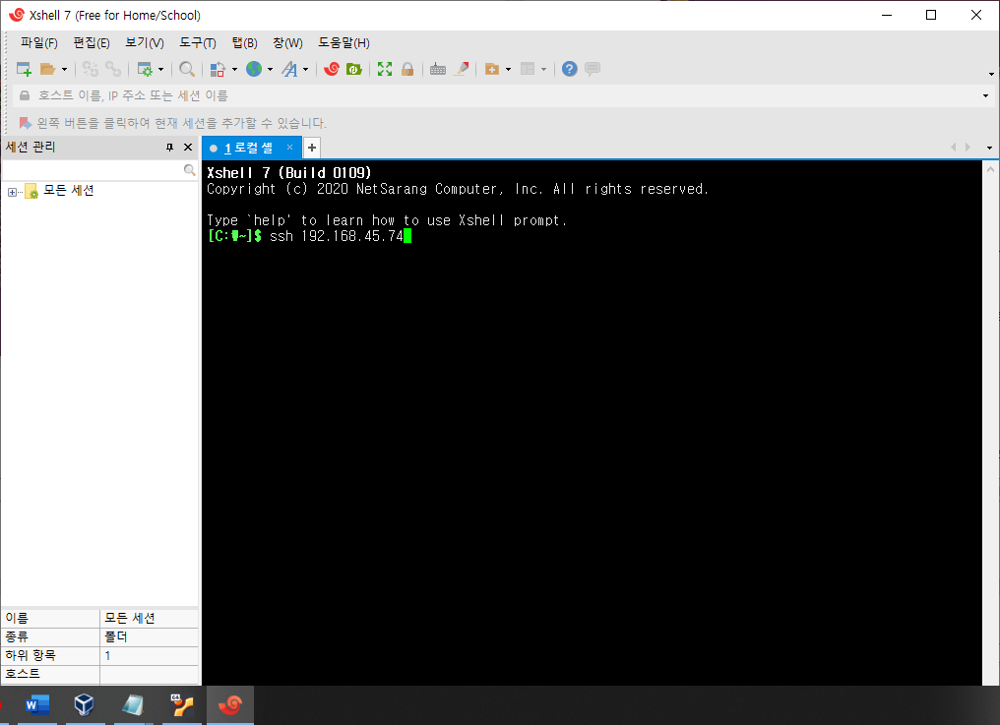 Xshell 7 (Free for Home/School)
파일(F) 편집(E) 보기(V) 도구(T) 탭(B) 창(W) 도움말(H)
호스트 이름, IP 주소 또는 세션 이름
왼쪽 버튼을 클릭하여 현재 세션을 추가할 수 있습니다.
세션 관리
1 로컬 셸
모든 세션
Xshell 7 (Build 0109)
Copyright (c) 2020 NetSarang Computer, Inc. All rights reserved.
Type `help' to learn how to use Xshell prompt.
[C:₩~]$ ssh 192.168.45.74
이름 모든 세션
종류 폴더
하위 항목 1
호스트